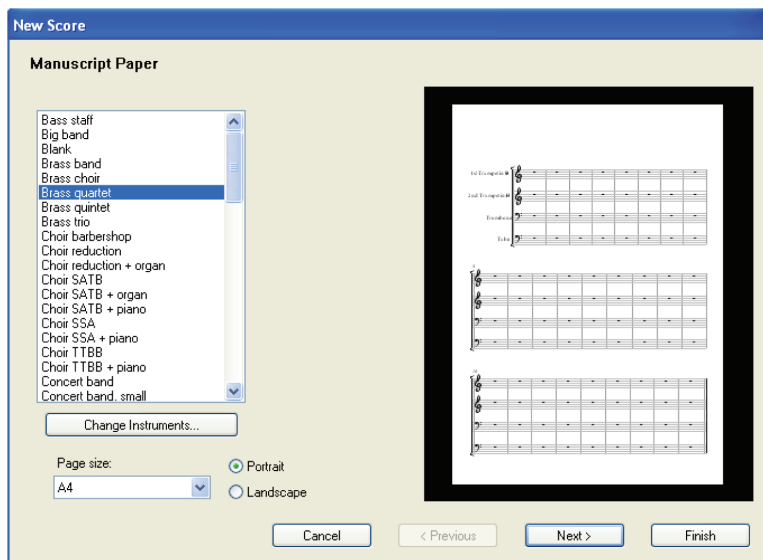 New Score
Manuscript Paper
Bass staff
Big band
Blank
Brass band
Brass choir
Brass quartet
Brass quintet
Brass trio
Choir barbershop
Choir reduction
Choir reduction + organ
Choir SATB
Choir SATB + organ
Choir SATB + piano
Choir SSA
Choir SSA + piano
Choir TTBB
Choir TTBB + piano
Concert band
Concert band, small
Change Instruments...
Page size:
A4
Portrait
Landscape
Trombone
Tuba
Cancel
< Previous
Next >
Finish